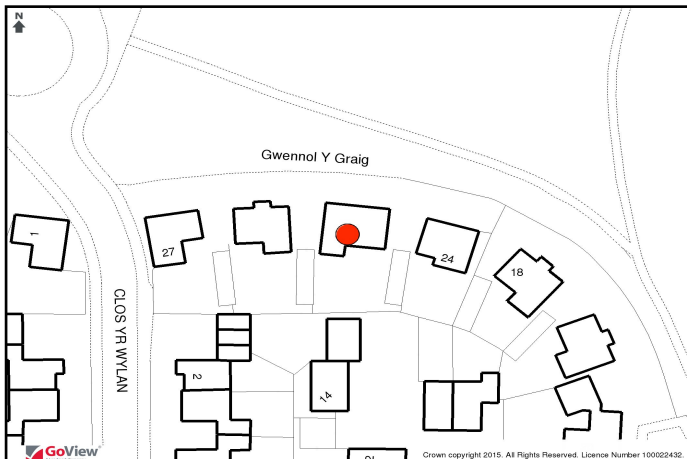 N
Gwennol Y Graig
1
27
24
18
CLOS YR WYLAN
2
14
GoView
Crown copyright 2015. All Rights Reserved. Licence Number 100022432.